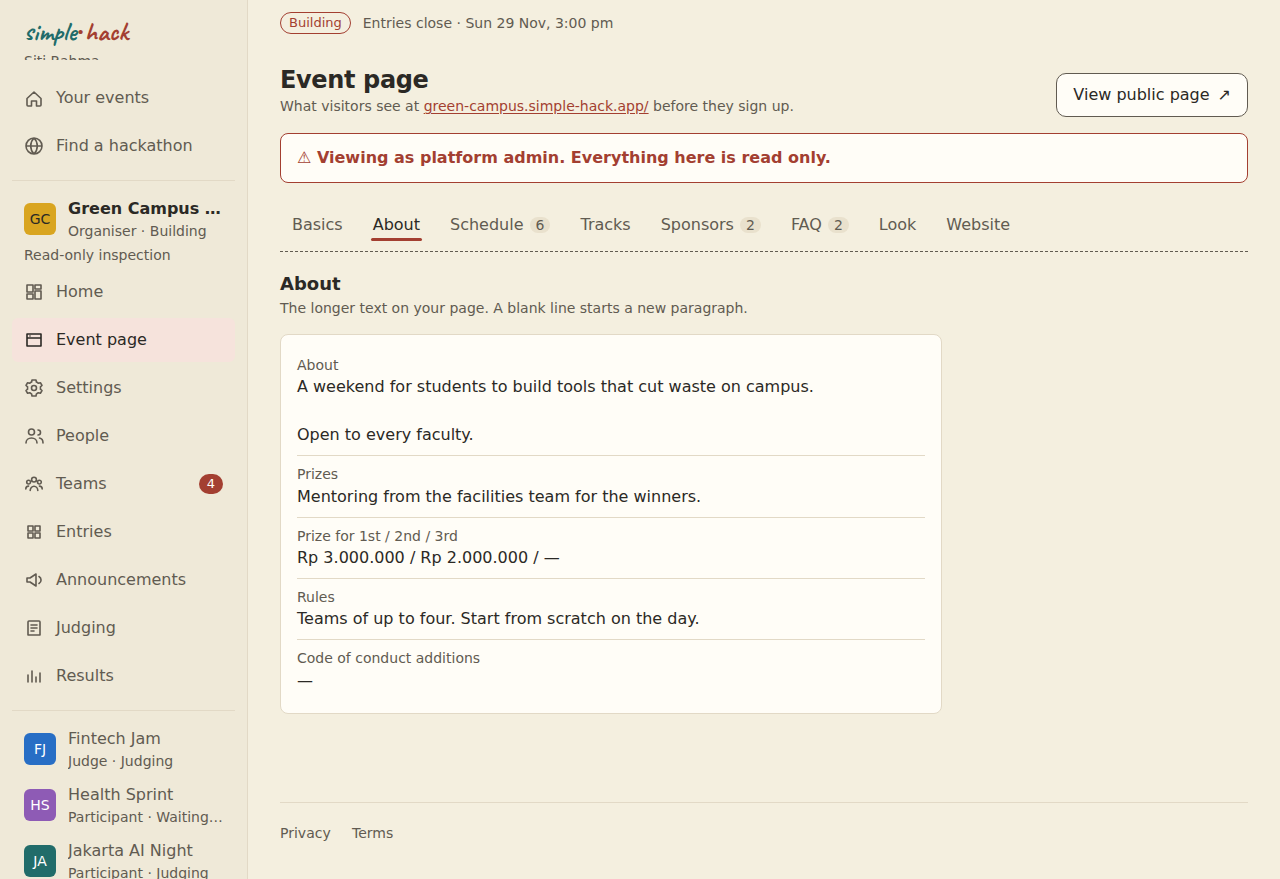 simple·hack
Siti Rahma
Your events
Find a hackathon
GC
Green Campus ...
Organiser · Building
Read-only inspection
Home
Event page
Settings
People
Teams
4
Entries
Announcements
Judging
Results
FJ
Fintech Jam
Judge · Judging
HS
Health Sprint
Participant · Waiting...
JA
Jakarta AI Night
Participant · Judging
Building
Entries close · Sun 29 Nov, 3:00 pm
Event page
What visitors see at green-campus.simple-hack.app/ before they sign up.
View public page ↗
⚠ Viewing as platform admin. Everything here is read only.
Basics About Schedule 6 Tracks Sponsors 2 FAQ 2 Look Website
About
The longer text on your page. A blank line starts a new paragraph.
About
A weekend for students to build tools that cut waste on campus.
Open to every faculty.
Prizes
Mentoring from the facilities team for the winners.
Prize for 1st / 2nd / 3rd
Rp 3.000.000 / Rp 2.000.000 / —
Rules
Teams of up to four. Start from scratch on the day.
Code of conduct additions
—
Privacy Terms